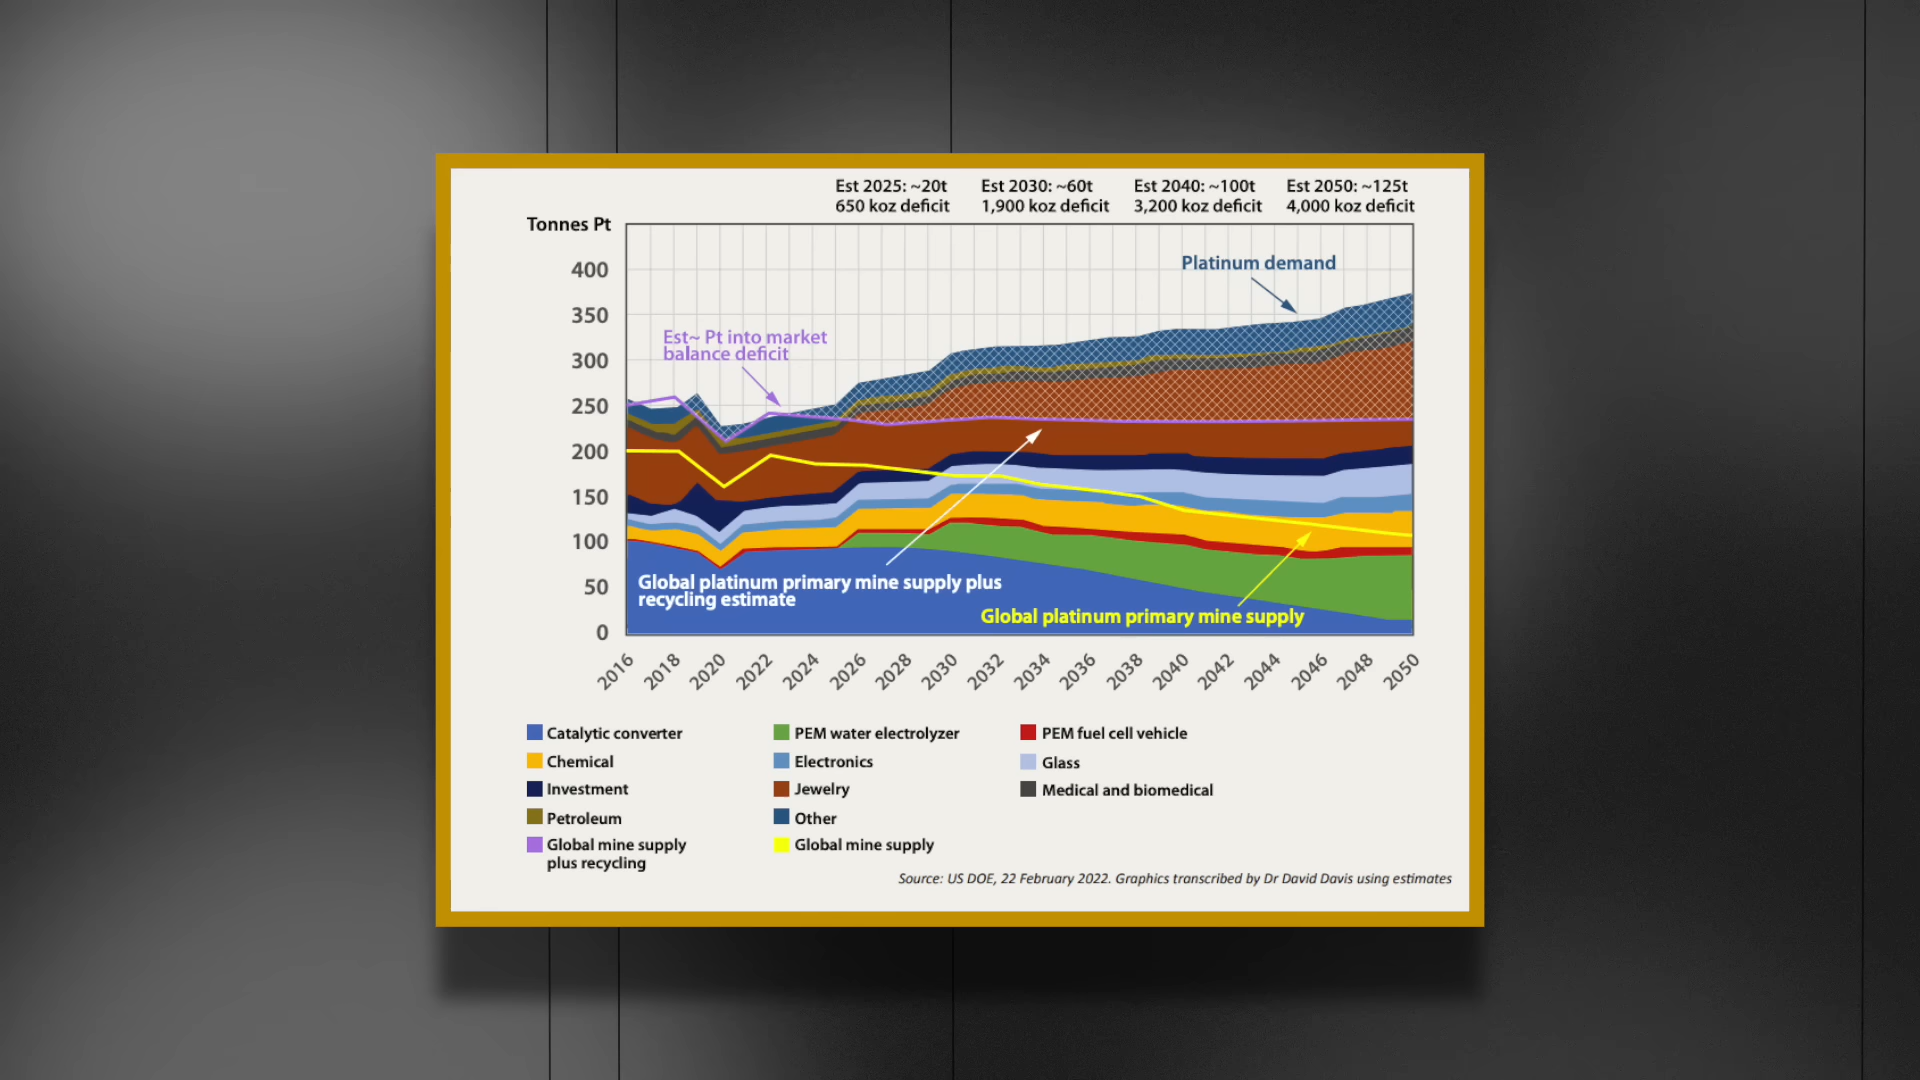 Est 2025: ~20t
650 koz deficit
Est 2030: ~60t
1,900 koz deficit
Est 2040: ~100t
3,200 koz deficit
Est 2050: ~125t
4,000 koz deficit
Tonnes Pt
400
350
300
250
200
150
100
50
0
Platinum demand
Est~ Pt into market
balance deficit
Global platinum primary mine supply plus
recycling estimate
Global platinum primary mine supply
2016
2018
2020
2022
2024
2026
2028
2030
2032
2034
2036
2038
2040
2042
2044
2046
2048
2050
Catalytic converter
PEM water electrolyzer
PEM fuel cell vehicle
Chemical
Electronics
Glass
Investment
Jewelry
Medical and biomedical
Petroleum
Other
Global mine supply
plus recycling
Global mine supply
Source: US DOE, 22 February 2022. Graphics transcribed by Dr David Davis using estimates